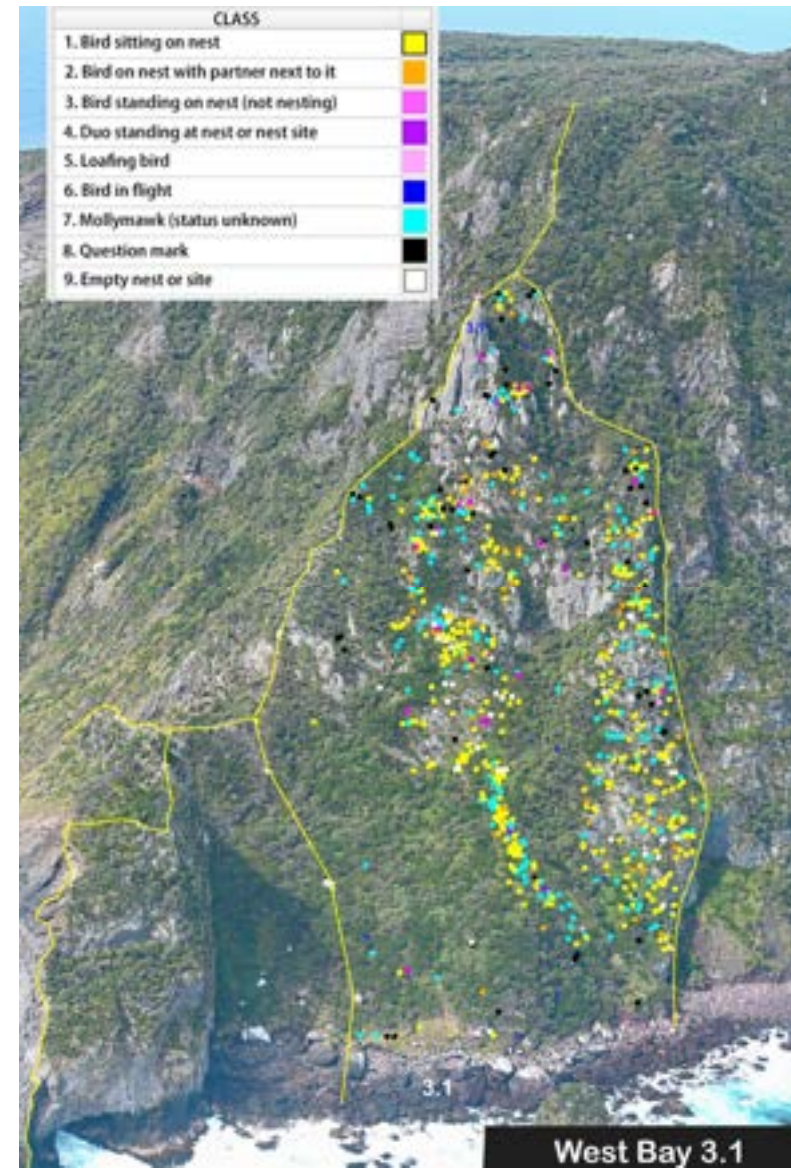 CLASS
1. Bird sitting on nest
2. Bird on nest with partner next to it
3. Bird standing on nest (not nesting)
4. Duo standing at nest or nest site
5. Loafing bird
6. Bird in flight
7. Mollymawk (status unknown)
8. Question mark
9. Empty nest or site
3.1
3.1
West Bay 3.1